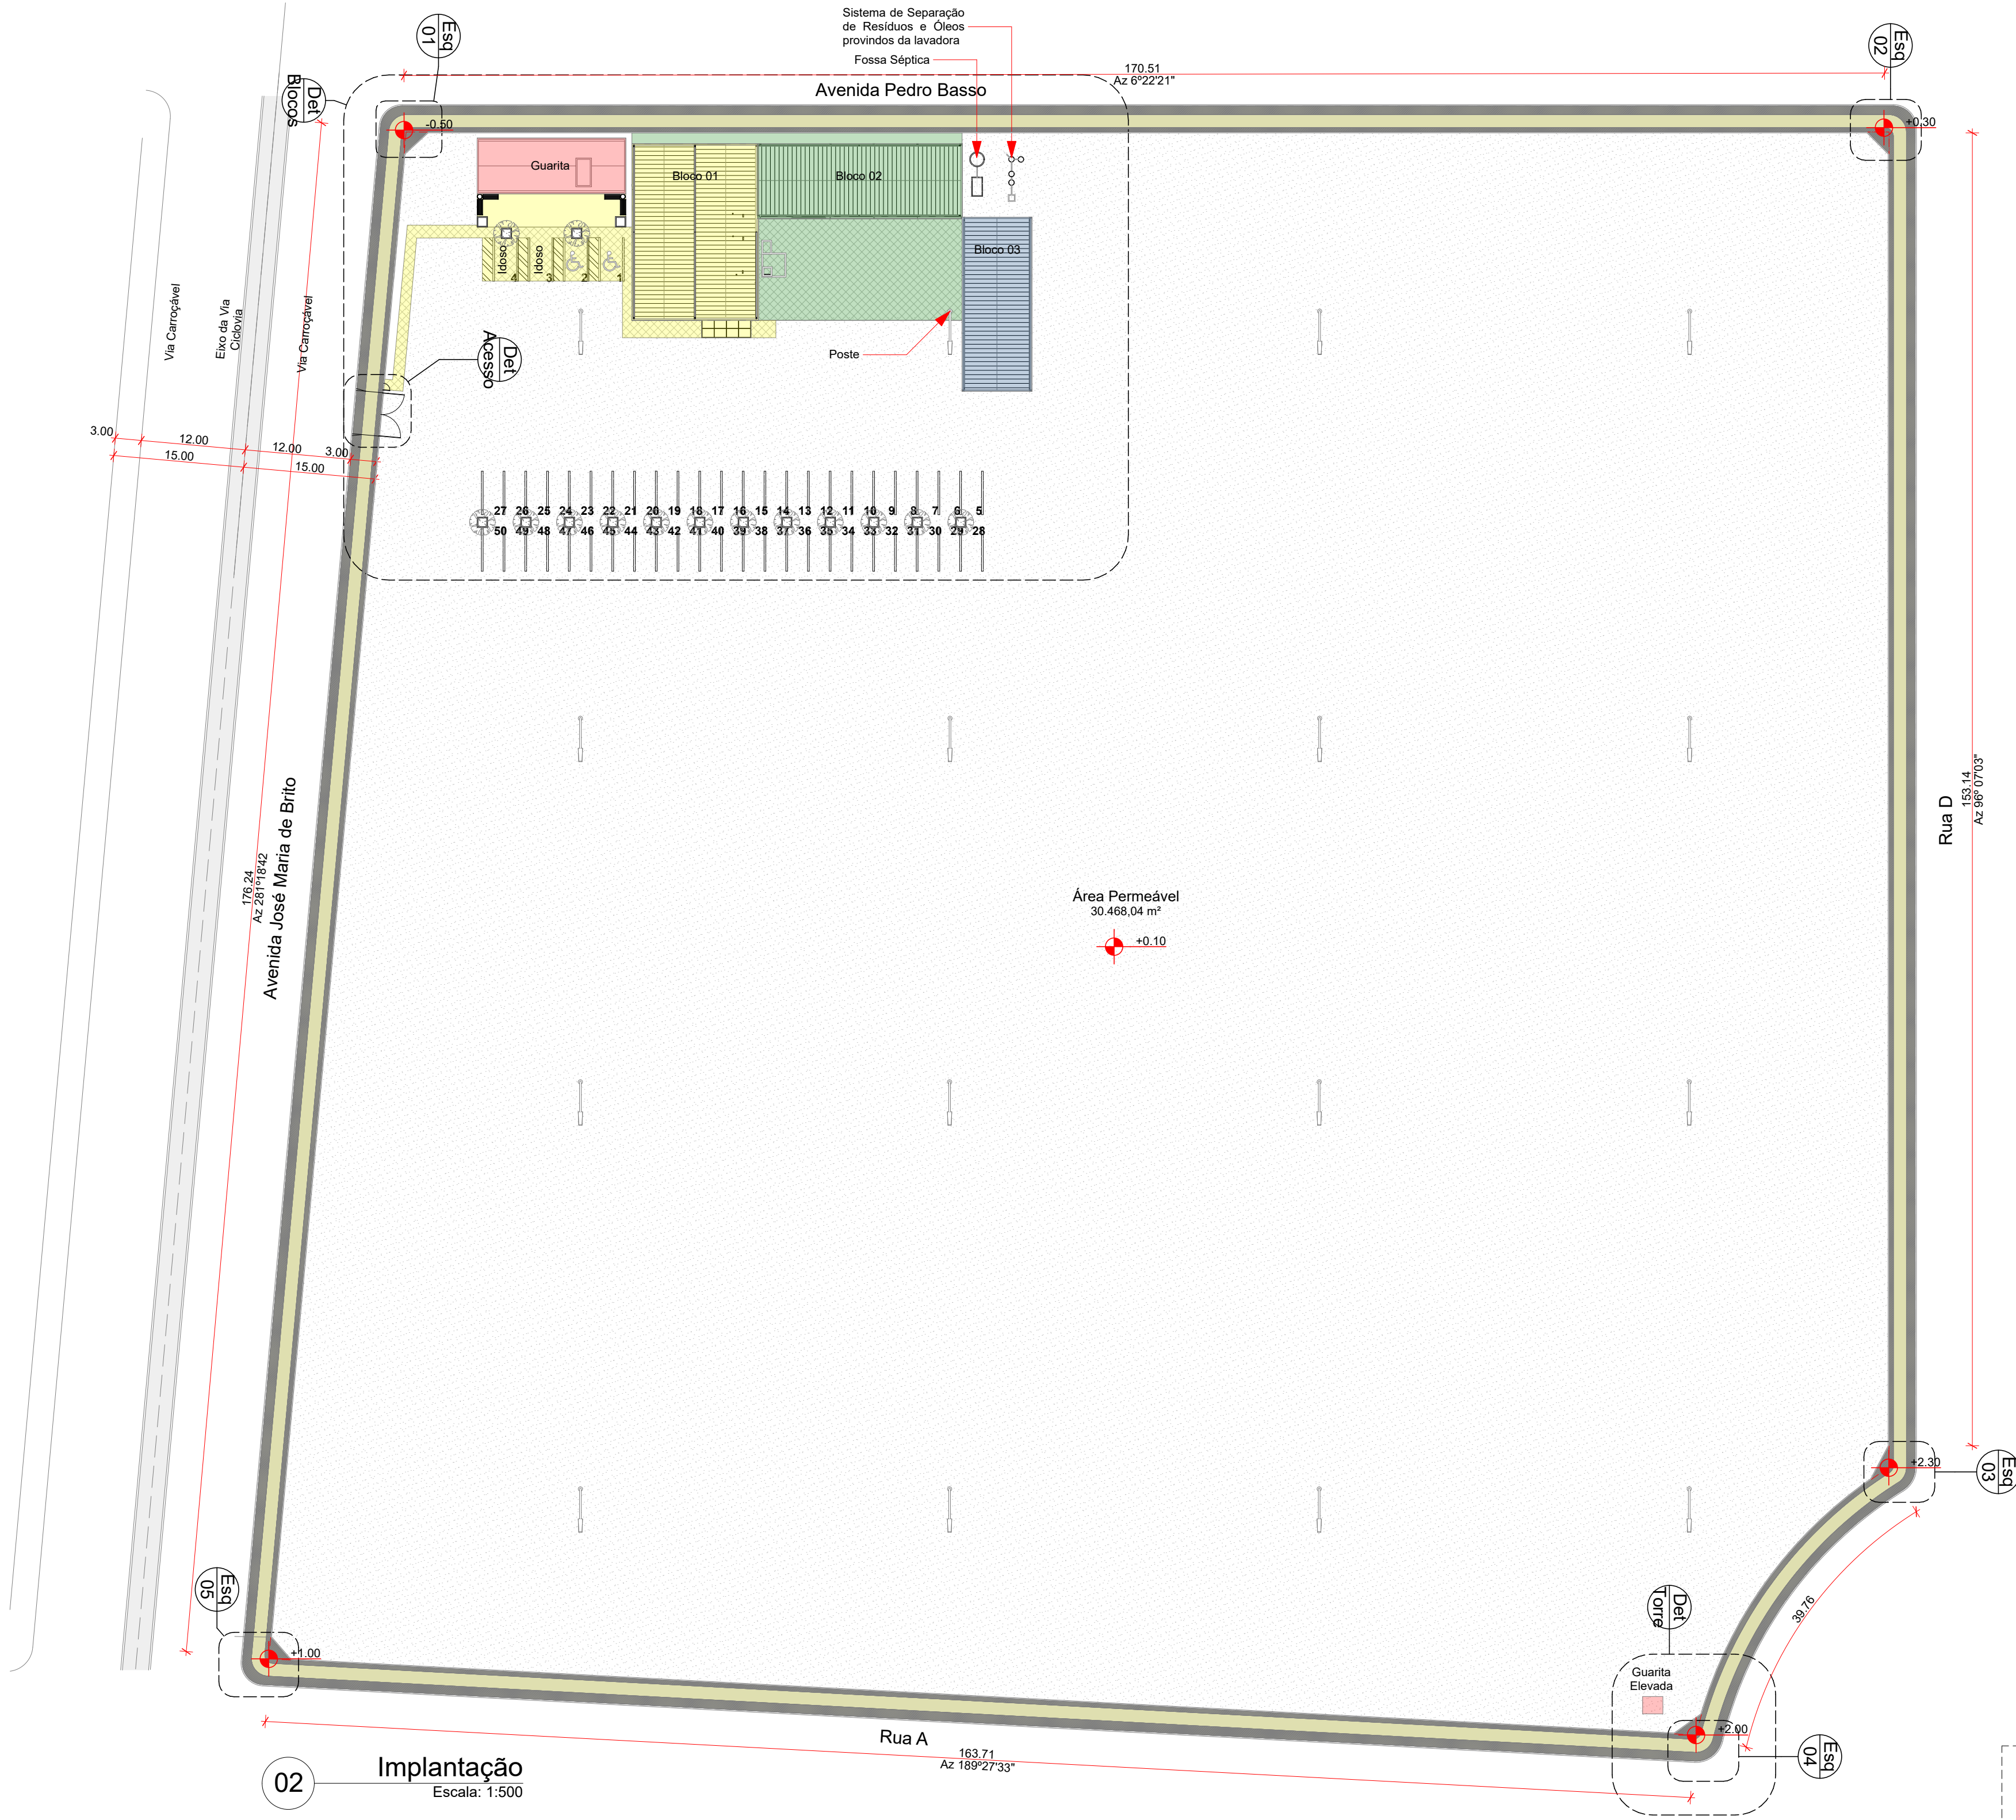 Sistema de Separação
de Resíduos e Óleos
provindos da lavadora
Fossa Séptica
Esq
01
Esq
02
170.51
Az 6º22'21"
Avenida Pedro Basso
Det
Blocos
-0.50
+0.30
Guarita
Bloco 01
Bloco 02
Bloco 03
Idoso
Idoso
4
3
2
1
Via Carroçável
Eixo da Via
Ciclovia
Via Carroçável
Det
Acesso
Poste
3.00
12.00
12.00
3.00
15.00
15.00
27 26 25 24 23 22 21 20 19 18 17 16 15 14 13 12 11 10 9 8 7 6 5
50 49 48 47 46 45 44 43 42 41 40 39 38 37 36 35 34 33 32 31 30 29 28
Rua D
153.14
Az 96º 07'03"
176.24
Az 281º18'42
Avenida José Maria de Brito
Área Permeável
30.468,04 m²
+0.10
+2.30
Esq
03
39.76
Esq
05
+1.00
Det
Torre
Guarita
Elevada
+2.00
Esq
04
Rua A
163.71
Az 189º27'33"
02
Implantação
Escala: 1:500